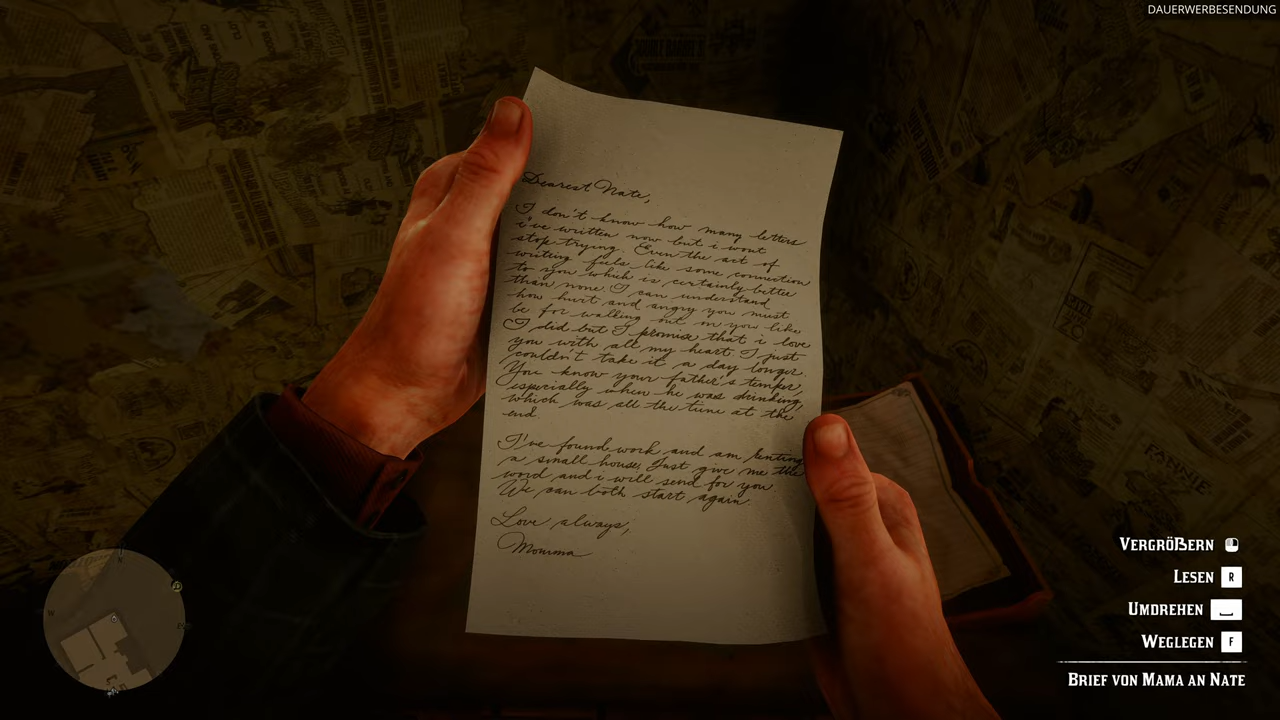 DAUERWERBESENDUNG
Dearest Nate,
I don't know how many letters
i've written now but i wont
stop trying. Even the act of
writing feels like some connection
to you which is certainly better
than none. I can understand
how hurt and angry you must
be for walking out on you like
I did but I promise that i love
you with all my heart. I just
couldn't take it a day longer.
You know your father's temper,
especially when he was drinking,
which was all the time at the
end.
I've found work and am renting
a small house. Just give me the
word and i will send for you.
We can both start again.
Love always,
Momma
FANNIE
N
W
VERGRÖẞERN
LESEN R
UMDREHEN
WEGLEGEN F
BRIEF VON MAMA AN NATE